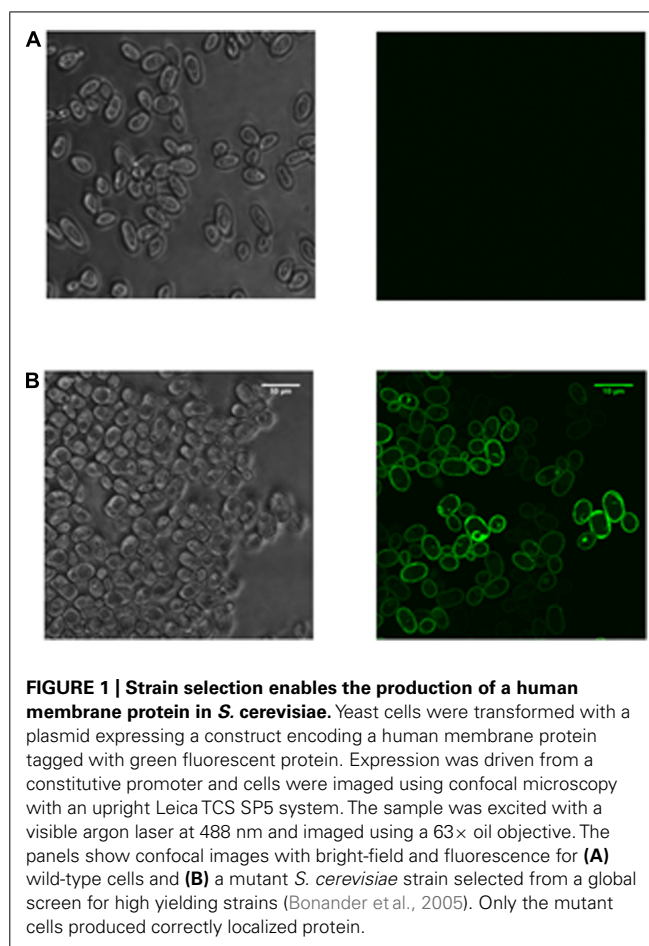 A
B
10 µm
10 µm
FIGURE 1 | Strain selection enables the production of a human
membrane protein in S. cerevisiae. Yeast cells were transformed with a
plasmid expressing a construct encoding a human membrane protein
tagged with green fluorescent protein. Expression was driven from a
constitutive promoter and cells were imaged using confocal microscopy
with an upright Leica TCS SP5 system. The sample was excited with a
visible argon laser at 488 nm and imaged using a 63× oil objective. The
panels show confocal images with bright-field and fluorescence for (A)
wild-type cells and (B) a mutant S. cerevisiae strain selected from a global
screen for high yielding strains (Bonander et al., 2005). Only the mutant
cells produced correctly localized protein.